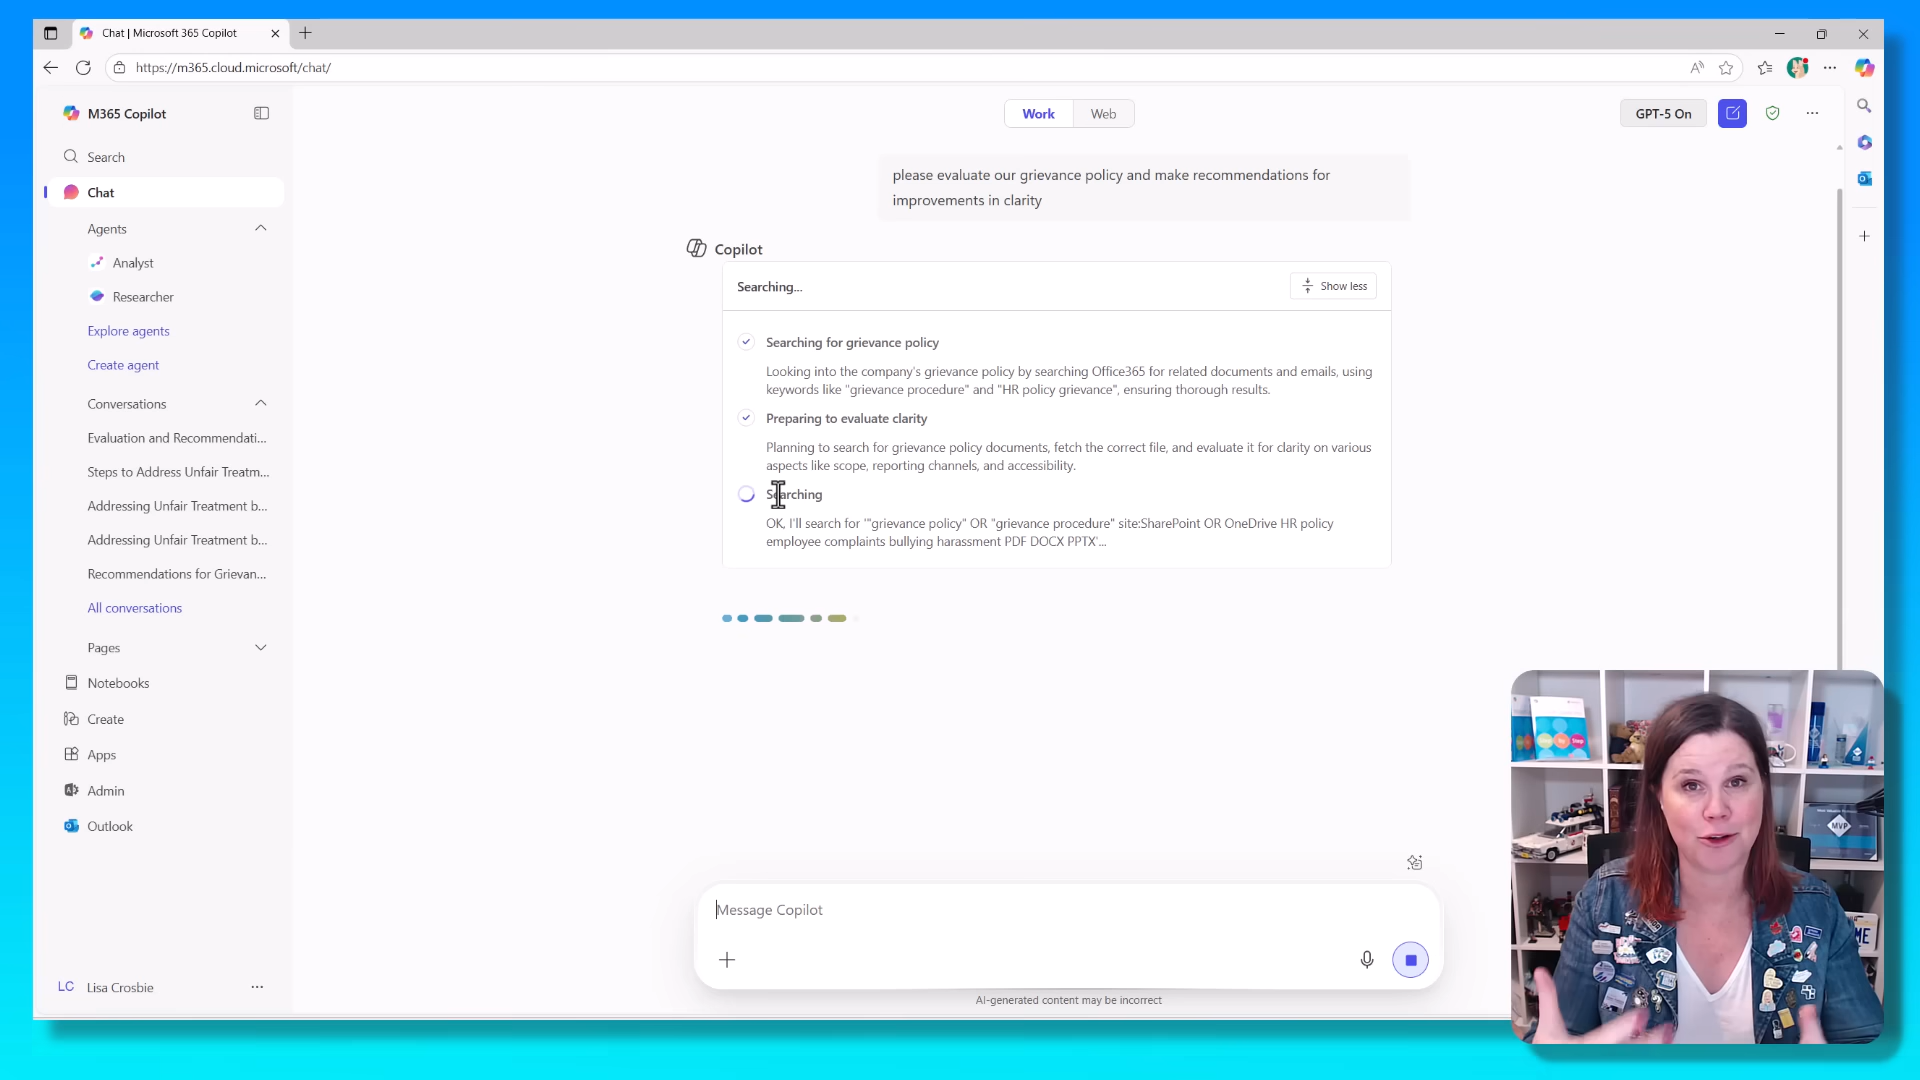 Chat | Microsoft 365 Copilot
https://m365.cloud.microsoft/chat/
M365 Copilot
Search
Chat
Agents
Analyst
Researcher
Explore agents
Create agent
Conversations
Evaluation and Recommendati...
Steps to Address Unfair Treatm...
Addressing Unfair Treatment b...
Addressing Unfair Treatment b...
Recommendations for Grievan...
All conversations
Pages
Notebooks
Create
Apps
Admin
Outlook
LC Lisa Crosbie
Work Web
GPT-5 On
please evaluate our grievance policy and make recommendations for
improvements in clarity
Copilot
Searching...
Show less
Searching for grievance policy
Looking into the company's grievance policy by searching Office365 for related documents and emails, using
keywords like "grievance procedure" and "HR policy grievance", ensuring thorough results.
Preparing to evaluate clarity
Planning to search for grievance policy documents, fetch the correct file, and evaluate it for clarity on various
aspects like scope, reporting channels, and accessibility.
Searching
OK, I'll search for '"grievance policy" OR "grievance procedure" site:SharePoint OR OneDrive HR policy
employee complaints bullying harassment PDF DOCX PPTX'...
Message Copilot
AI-generated content may be incorrect
MVP